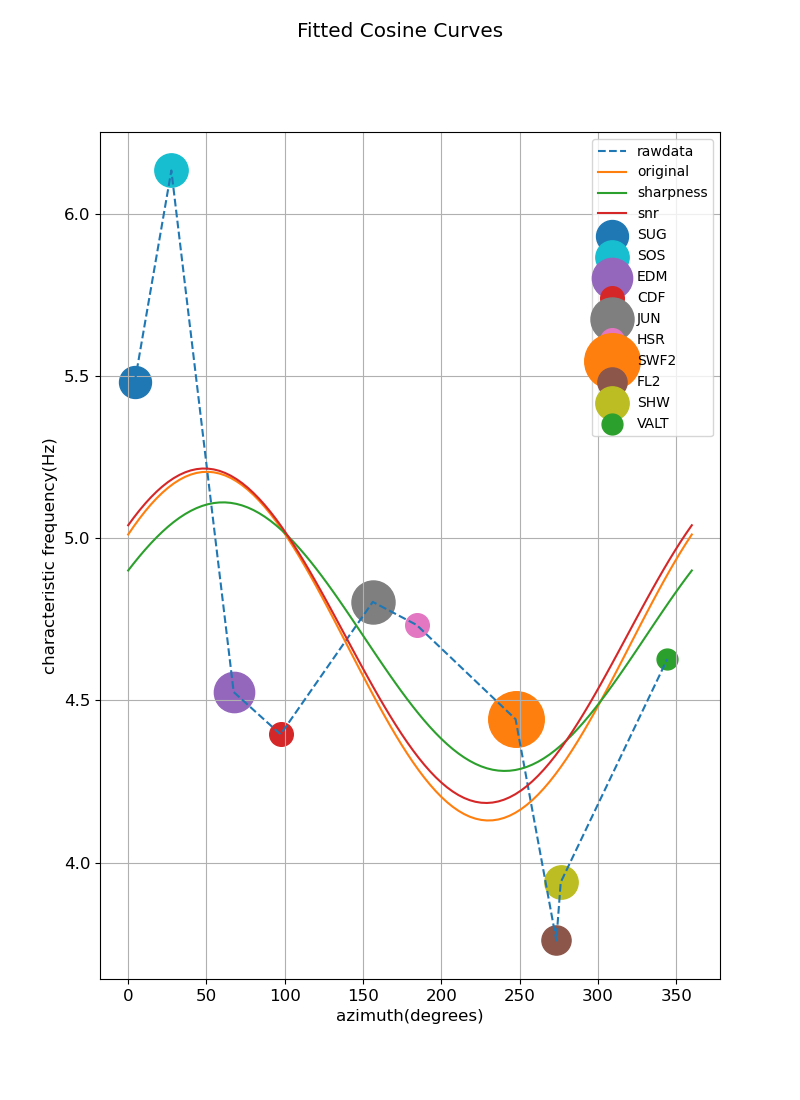 Fitted Cosine Curves
rawdata
original
sharpness
snr
SUG
SOS
EDM
CDF
JUN
HSR
SWF2
FL2
SHW
VALT
characteristic frequency(Hz)
6.0
5.5
5.0
4.5
4.0
0 50 100 150 200 250 300 350
azimuth(degrees)